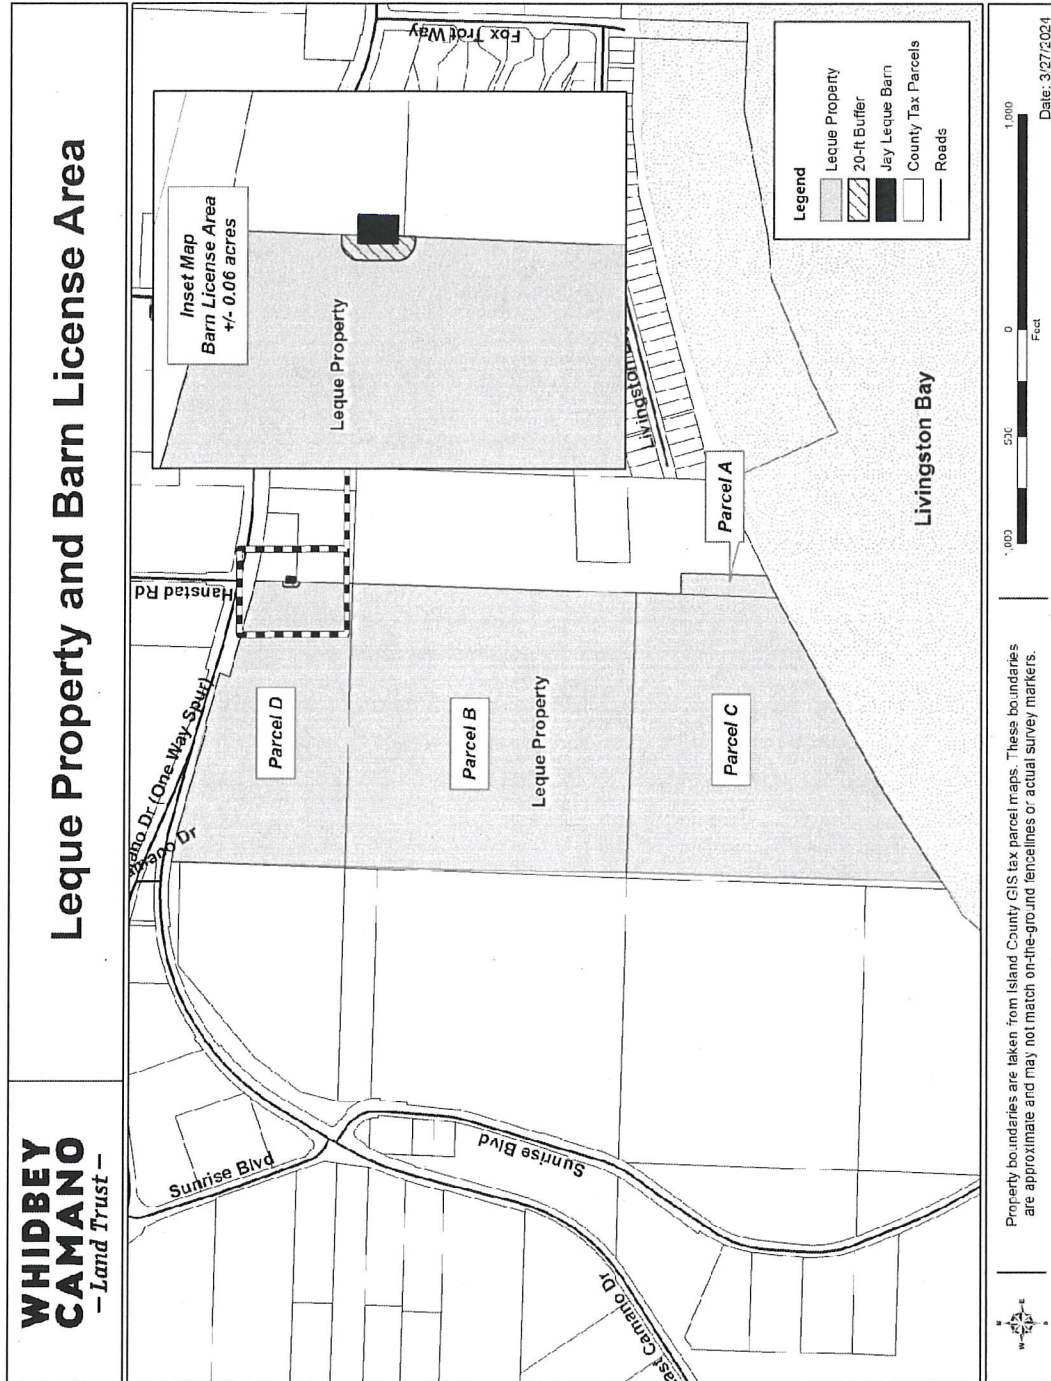 WHIDBEY
CAMANO
– Land Trust –
Leque Property and Barn License Area
Sunrise Blvd
Sunrise Blvd
ast Camano Dr
ano Dr (One Way Spur)
amano Dr
Hanstad Rd
Fox Trot Way
Livingston
Inset Map
Barn License Area
+/- 0.06 acres
Leque Property
Parcel D
Parcel B
Leque Property
Parcel C
Parcel A
Livingston Bay
Legend
Leque Property
20-ft Buffer
Jay Leque Barn
County Tax Parcels
Roads
N
W
E
S
Property boundaries are taken from Island County GIS tax parcel maps. These boundaries
are approximate and may not match on-the-ground fencelines or actual survey markers.
1,000
500
0
1,000
Feet
Date: 3/27/2024